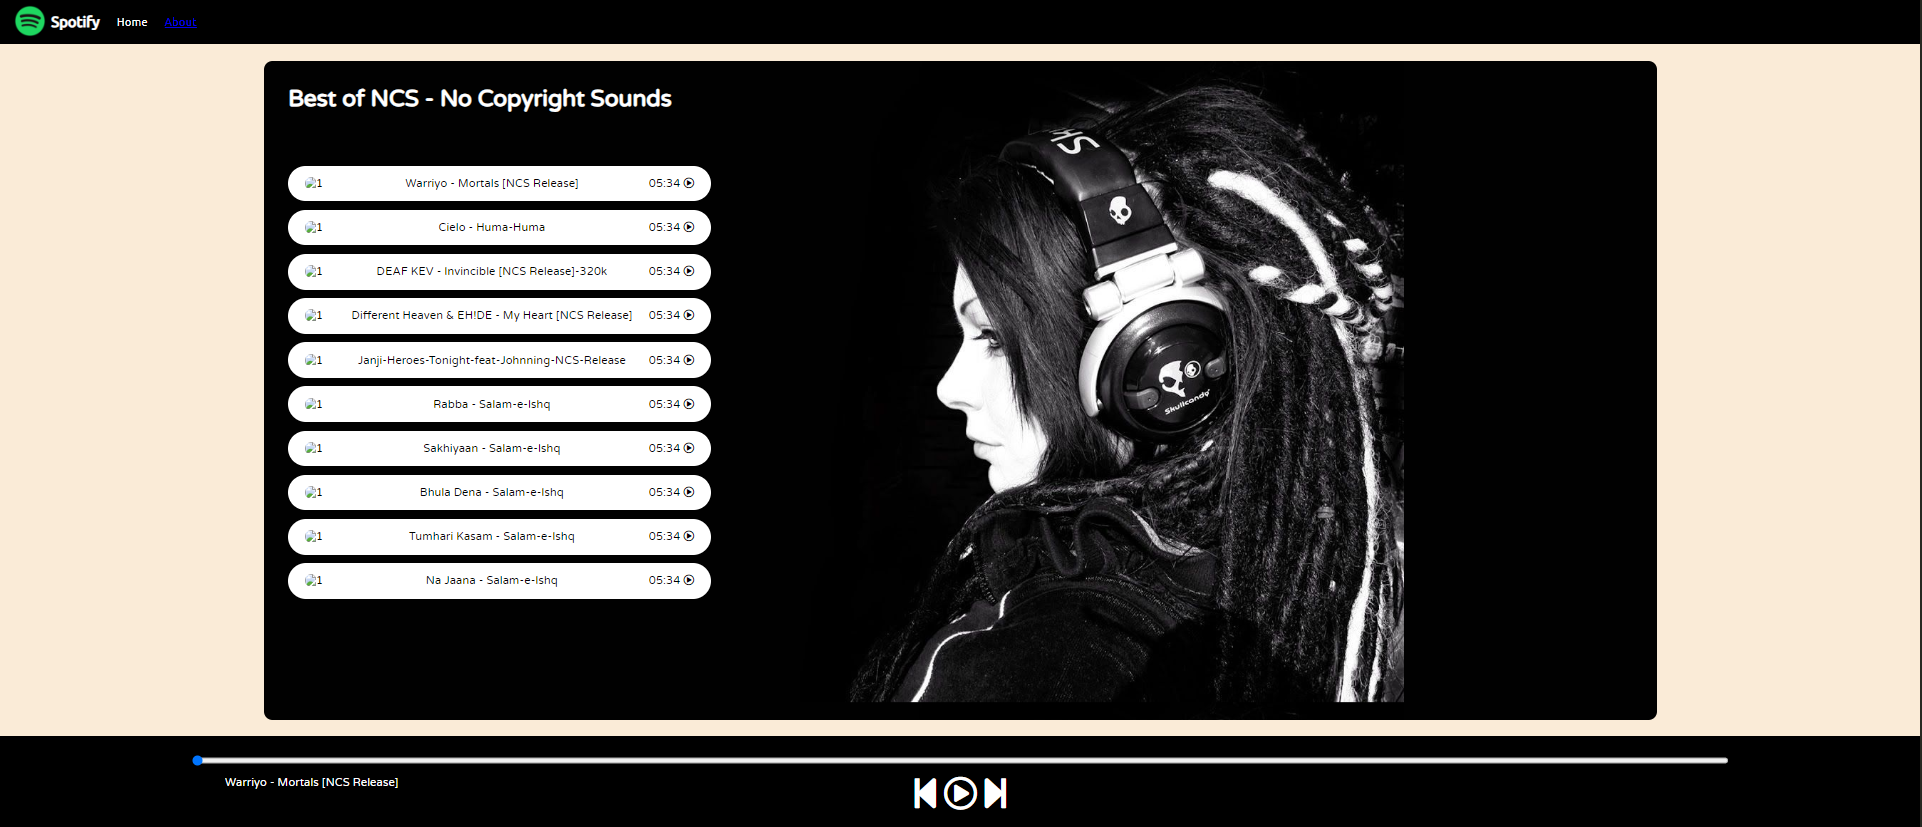 Spotify Home About
Best of NCS - No Copyright Sounds
1 Warriyo - Mortals [NCS Release] 05:34
1 Cielo - Huma-Huma 05:34
1 DEAF KEV - Invincible [NCS Release]-320k 05:34
1 Different Heaven & EH!DE - My Heart [NCS Release] 05:34
1 Janji-Heroes-Tonight-feat-Johnning-NCS-Release 05:34
1 Rabba - Salam-e-Ishq 05:34
1 Sakhiyaan - Salam-e-Ishq 05:34
1 Bhula Dena - Salam-e-Ishq 05:34
1 Tumhari Kasam - Salam-e-Ishq 05:34
1 Na Jaana - Salam-e-Ishq 05:34
SH
Skullcandy
Warriyo - Mortals [NCS Release]